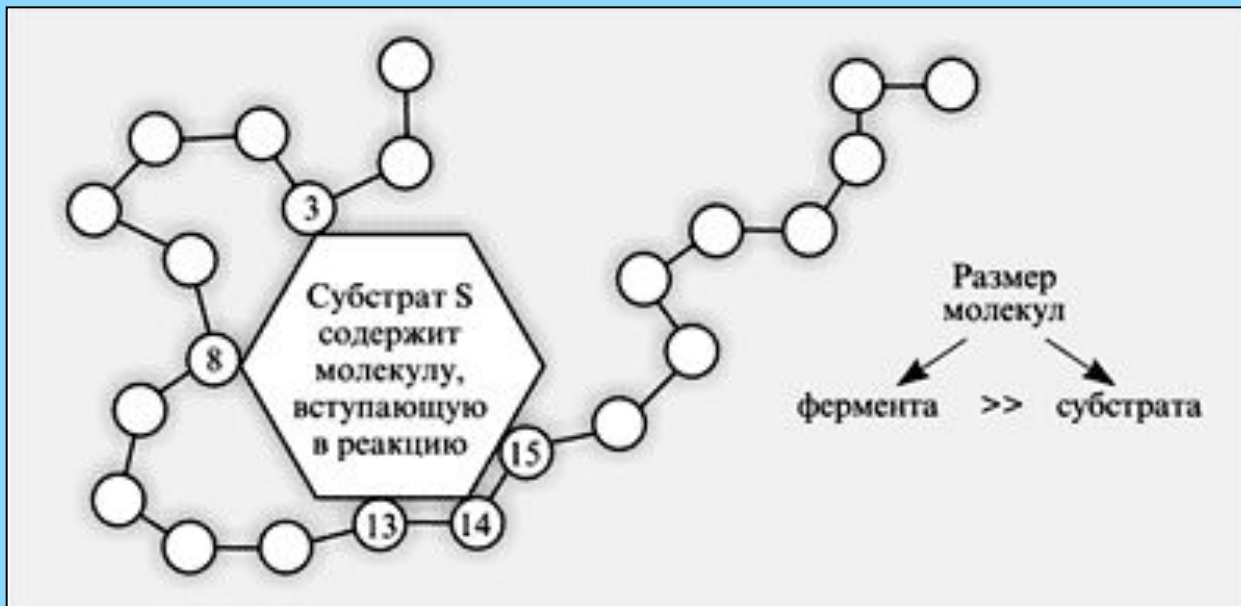 3
Субстрат S
содержит
молекулу,
вступающую
в реакцию
8
15
13
14
Размер
молекул
фермента >> субстрата